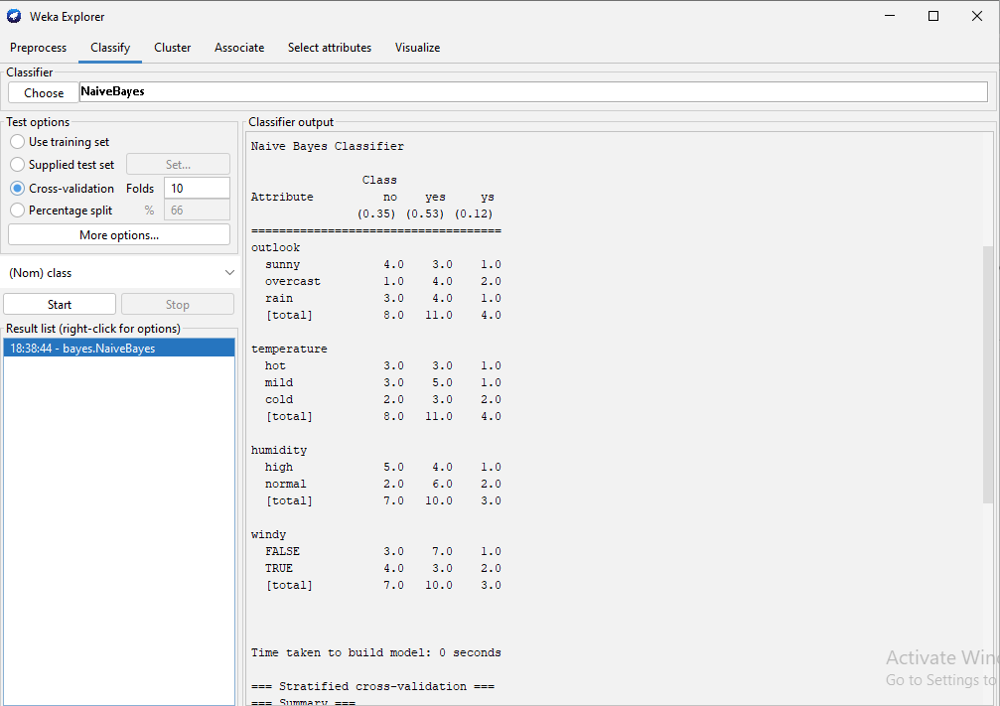 Weka Explorer
Preprocess Classify Cluster Associate Select attributes Visualize
Classifier
Choose NaiveBayes
Test options
Use training set
Supplied test set Set...
Cross-validation Folds 10
Percentage split % 66
More options...
(Nom) class
Start Stop
Result list (right-click for options)
18:38:44 - bayes.NaiveBayes
Classifier output
Naive Bayes Classifier
Class
Attribute no yes ys
(0.35) (0.53) (0.12)
====================================
outlook
sunny 4.0 3.0 1.0
overcast 1.0 4.0 2.0
rain 3.0 4.0 1.0
[total] 8.0 11.0 4.0
temperature
hot 3.0 3.0 1.0
mild 3.0 5.0 1.0
cold 2.0 3.0 2.0
[total] 8.0 11.0 4.0
humidity
high 5.0 4.0 1.0
normal 2.0 6.0 2.0
[total] 7.0 10.0 3.0
windy
FALSE 3.0 7.0 1.0
TRUE 4.0 3.0 2.0
[total] 7.0 10.0 3.0
Time taken to build model: 0 seconds
=== Stratified cross-validation ===
=== Summary ===
Activate Win
Go to Settings to